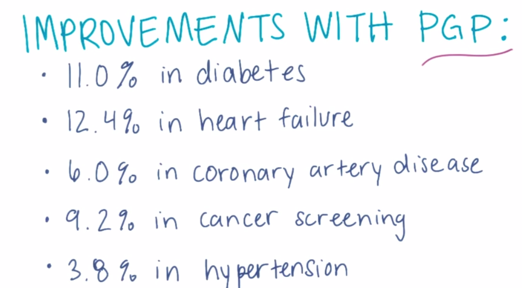 IMPROVEMENTS WITH PGP:
• 11.0% in diabetes
• 12.4% in heart failure
• 6.0% in coronary artery disease
• 9.2% in cancer screening
• 3.8% in hypertension